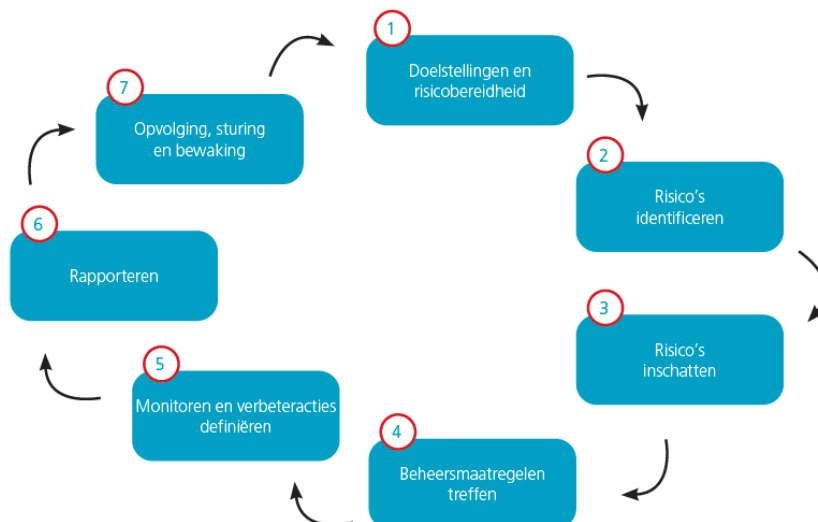 1
Doelstellingen en
risicobereidheid
2
Risico's
identificeren
3
Risico's
inschatten
4
Beheersmaatregelen
treffen
5
Monitoren en verbeteracties
definiëren
6
Rapporteren
7
Opvolging, sturing
en bewaking